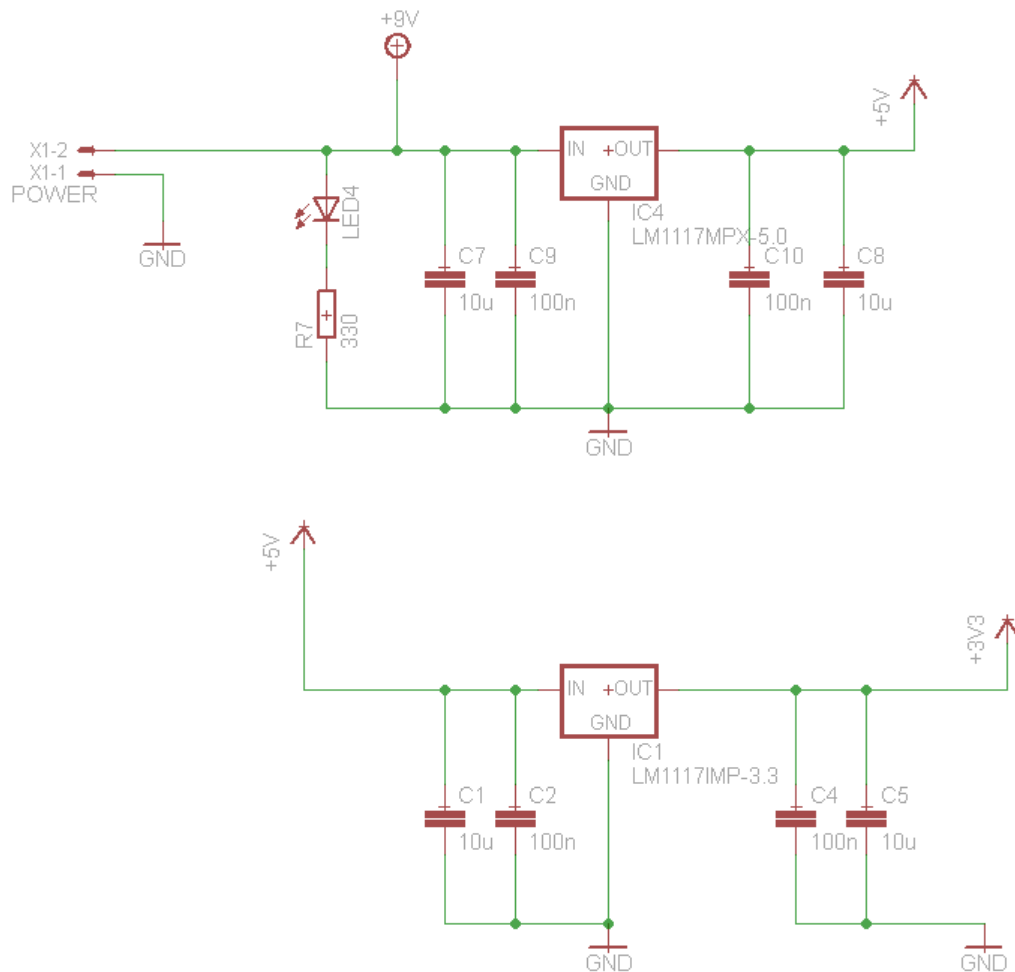 +9V
+5V
X1-2
X1-1
POWER
GND
LED4
R7
330
C7
10u
C9
100n
IN +OUT
GND
IC4
LM1117MPX-5.0
C10
100n
C8
10u
GND
+5V
+3V3
IN +OUT
GND
IC1
LM1117IMP-3.3
C1
10u
C2
100n
C4
100n
C5
10u
GND
GND